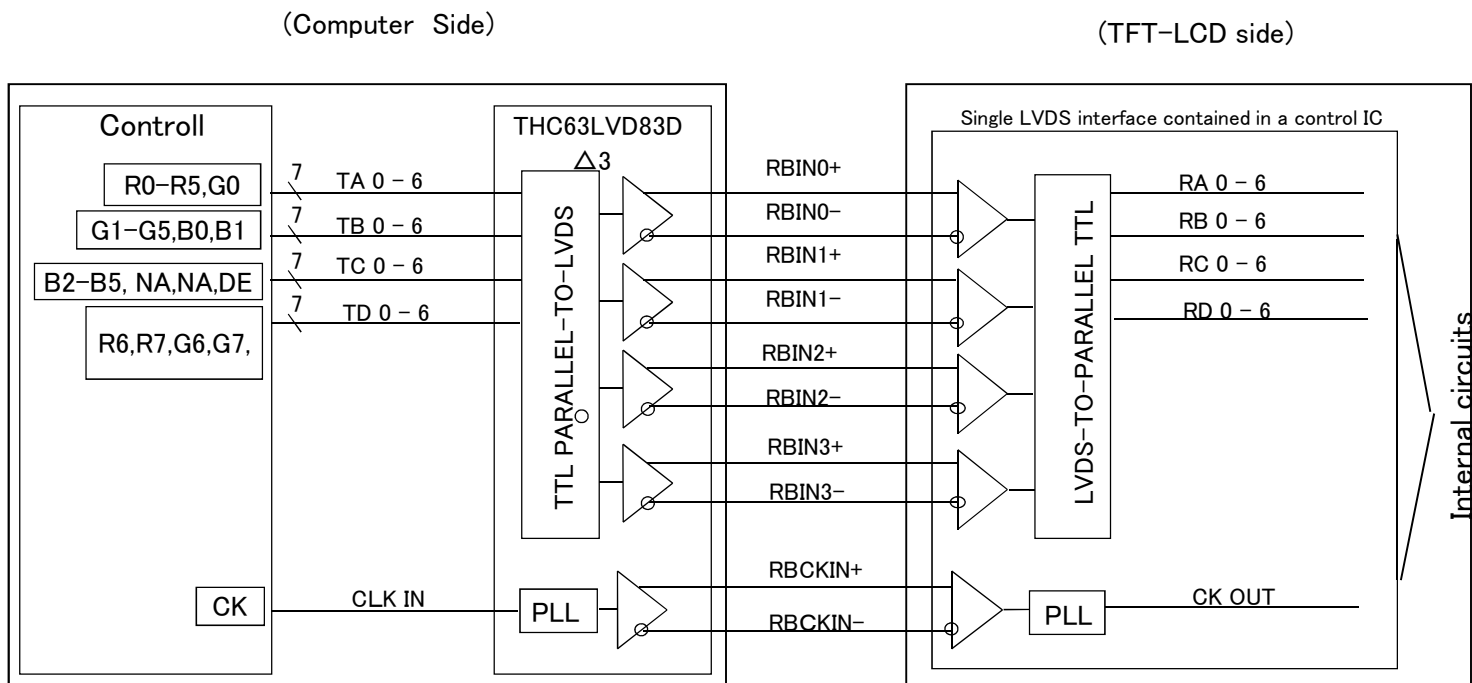 (Computer Side)
(TFT-LCD side)
Controll
THC63LVD83D
Single LVDS interface contained in a control IC
△3
R0-R5,G0
7
TA 0-6
RBIN0+
RA 0-6
G1-G5,B0,B1
7
TB 0-6
RBIN0-
RB 0-6
B2-B5, NA,NA,DE
7
TC 0-6
RBIN1+
RC 0-6
R6,R7,G6,G7,
7
TD 0-6
RBIN1-
RD 0-6
TTL PARALLEL-TO-LVDS
RBIN2+
RBIN2-
RBIN3+
RBIN3-
LVDS-TO-PARALLEL TTL
Internal circuits
CK
CLK IN
PLL
RBCKIN+
RBCKIN-
PLL
CK OUT